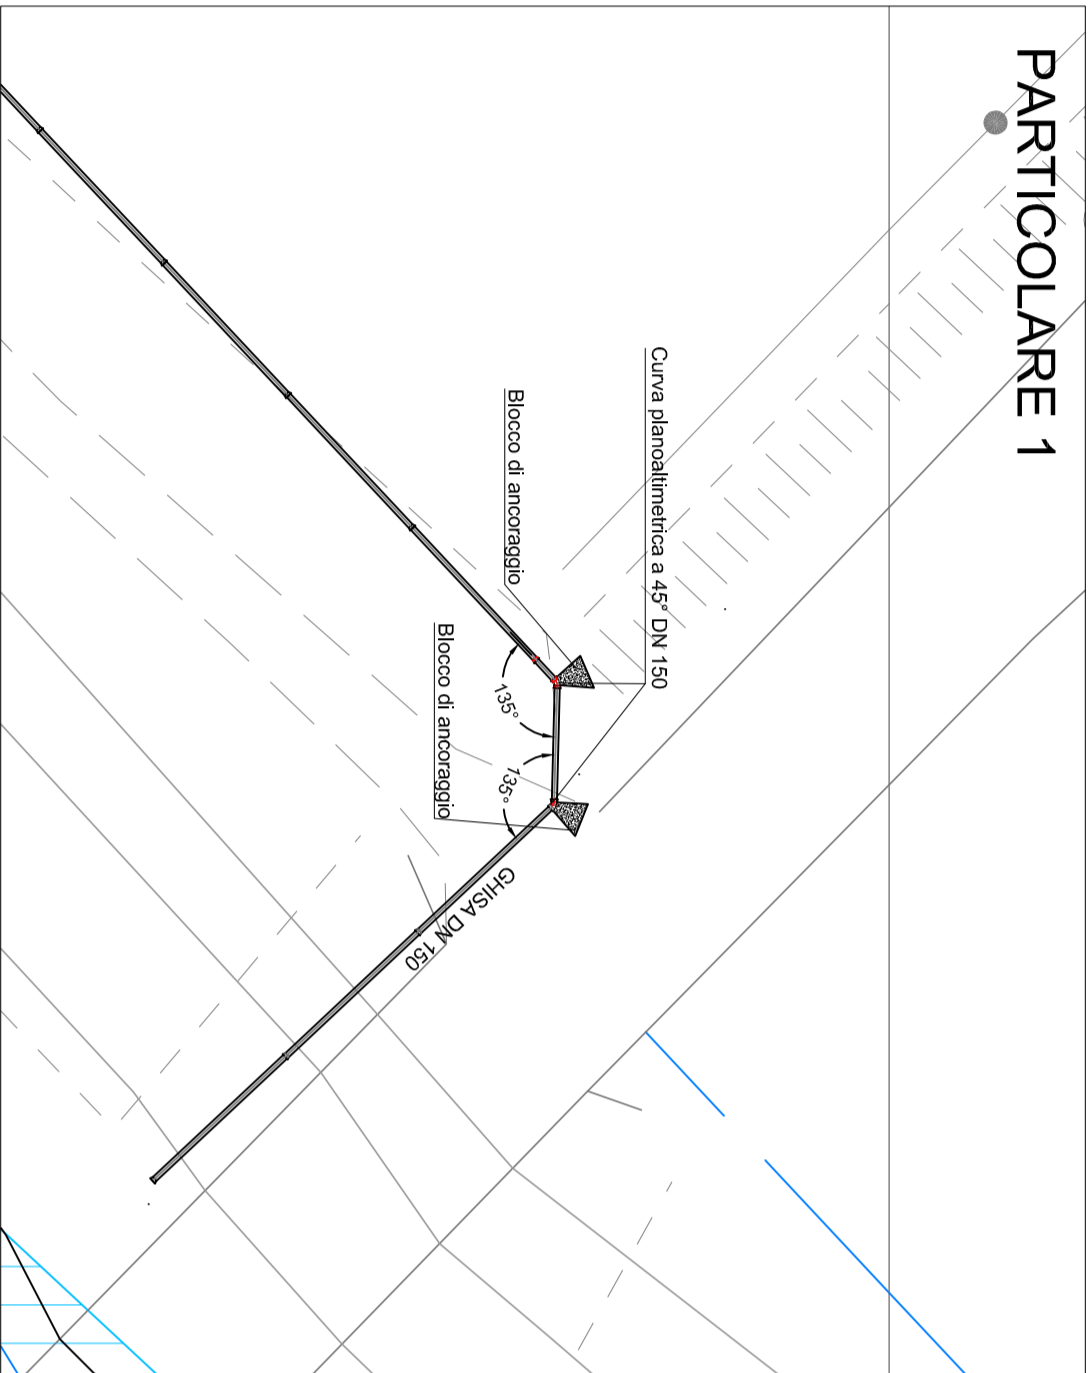 PARTICOLARE 1
Curva planoaltimetrica a 45° DN 150
Blocco di ancoraggio
Blocco di ancoraggio
135°
135°
GHISA DN 150